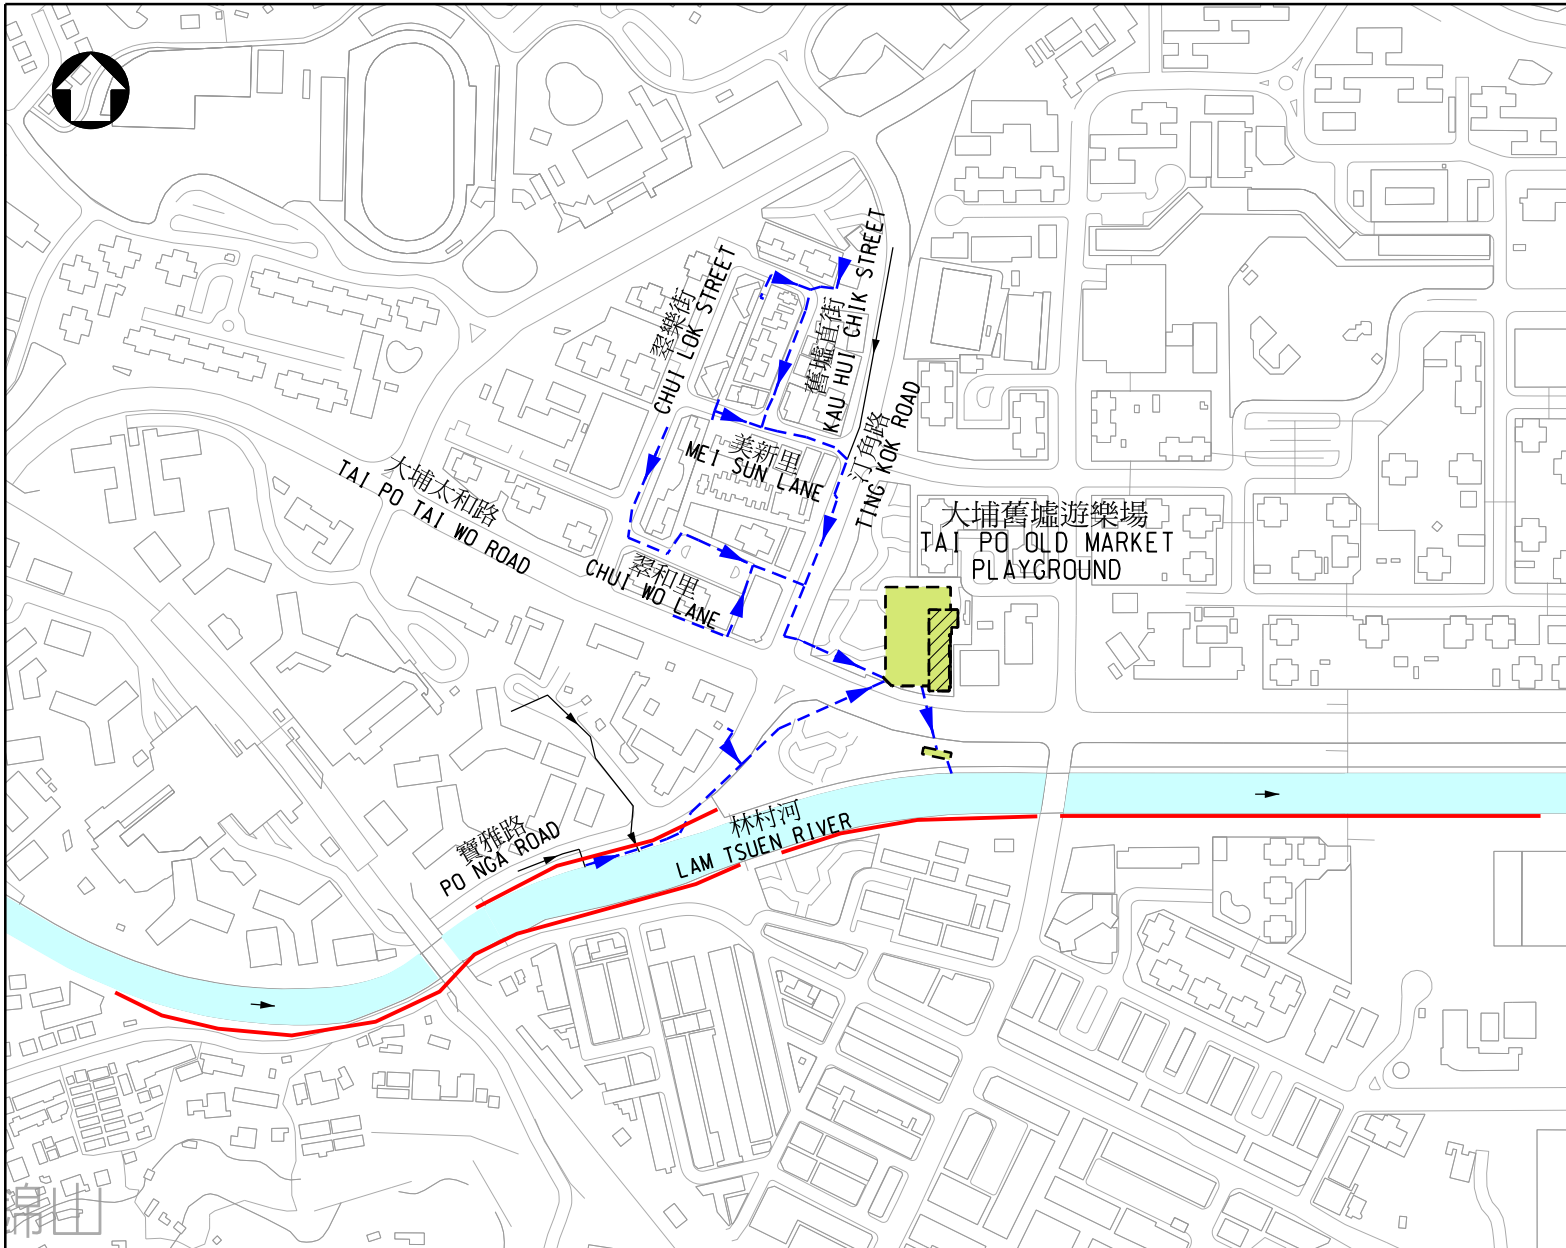 翠樂街
CHUI LOK STREET
舊墟直街
KAU HUI CHIK STREET
汀角路
TING KOK ROAD
美新里
MEI SUN LANE
大埔太和路
TAI PO TAI WO ROAD
翠和里
CHUI WO LANE
大埔舊墟遊樂場
TAI PO OLD MARKET
PLAYGROUND
寶雅路
PO NGA ROAD
林村河
LAM TSUEN RIVER
錦山